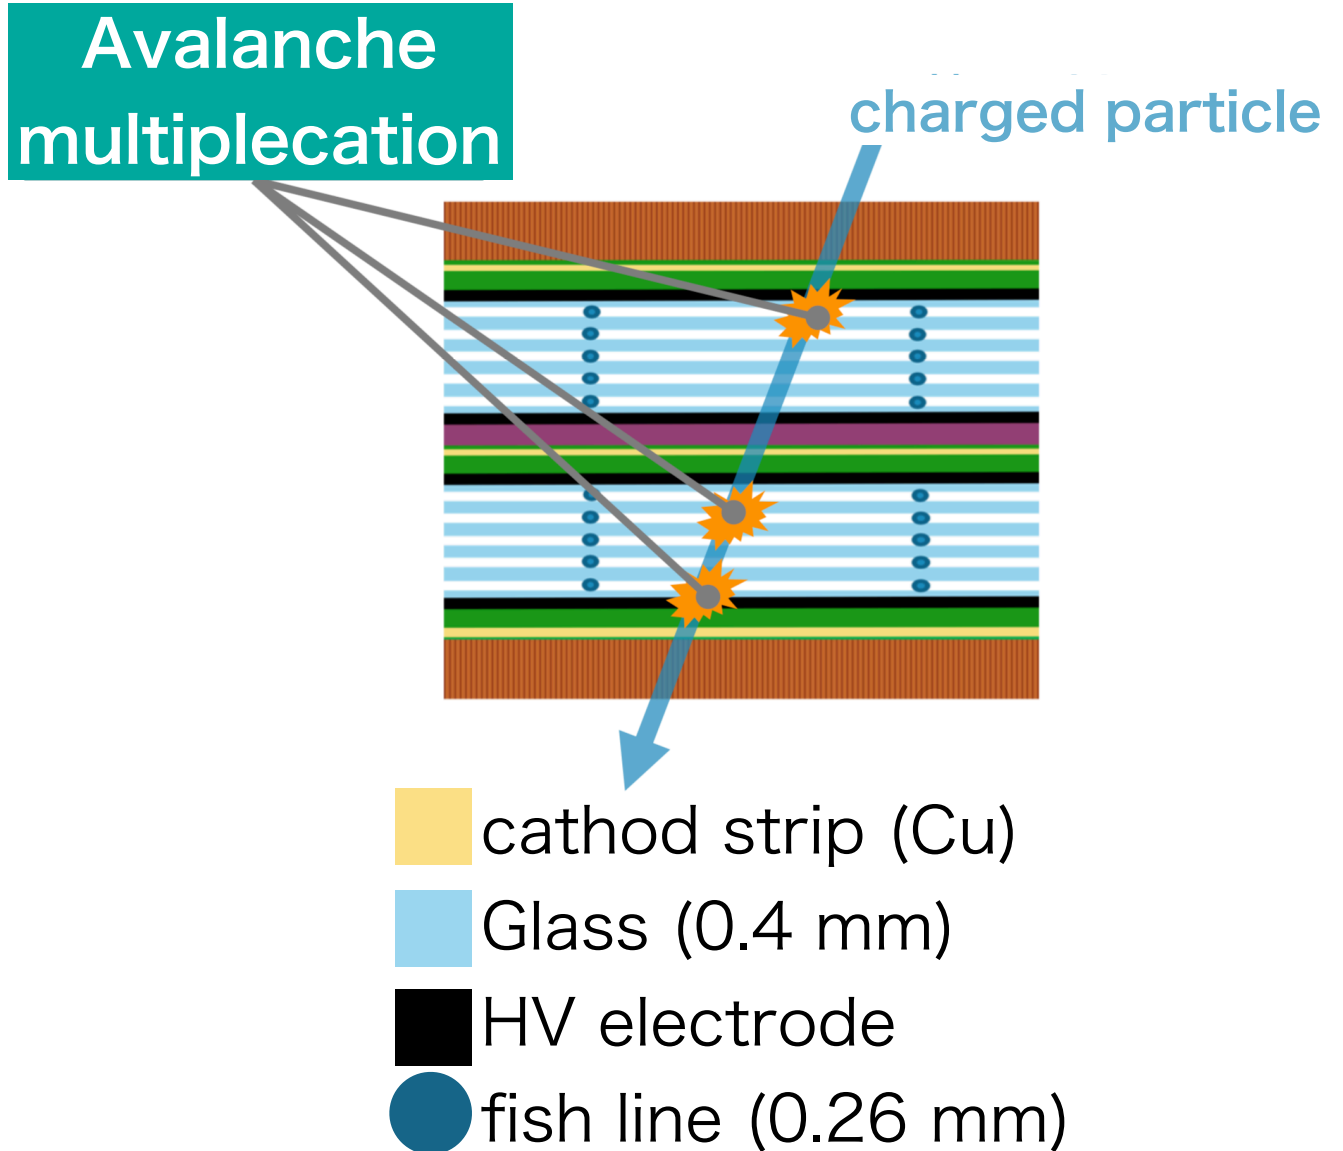 Avalanche
multiplecation
charged particle
cathod strip (Cu)
Glass (0.4 mm)
HV electrode
fish line (0.26 mm)